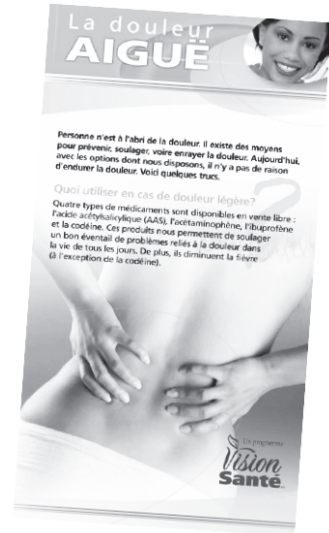 La douleur
AIGUË
Personne n'est à l'abri de la douleur. Il existe des moyens
pour prévenir, soulager, voire enrayer la douleur. Aujourd'hui,
avec les options dont nous disposons, il n'y a pas de raison
d'endurer la douleur. Voici quelques trucs.
Quoi utiliser en cas de douleur légère?
Quatre types de médicaments sont disponibles en vente libre :
l'acide acétylsalicylique (AAS), l'acétaminophène, l'ibuprofène
et la codéine. Ces produits nous permettent de soulager
un bon éventail de problèmes reliés à la douleur dans
la vie de tous les jours. De plus, ils diminuent la fièvre
(à l'exception de la codéine).
?
Un programme
Vision
Santé